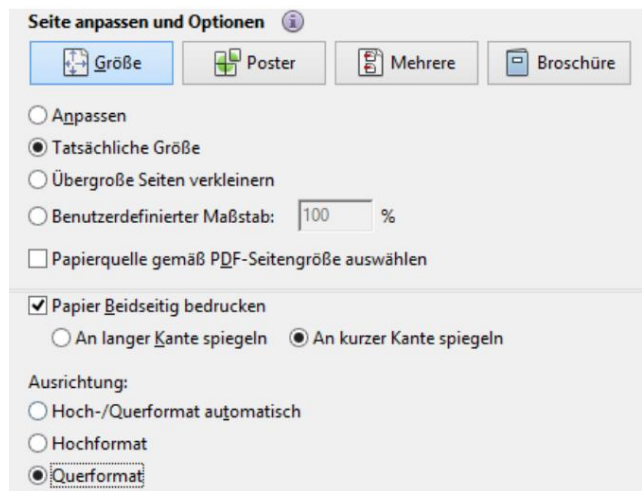 Seite anpassen und Optionen
Größe Poster Mehrere Broschüre
Anpassen
Tatsächliche Größe
Übergroße Seiten verkleinern
Benutzerdefinierter Maßstab: 100 %
Papierquelle gemäß PDF-Seitengröße auswählen
Papier Beidseitig bedrucken
An langer Kante spiegeln An kurzer Kante spiegeln
Ausrichtung:
Hoch-/Querformat automatisch
Hochformat
Querformat